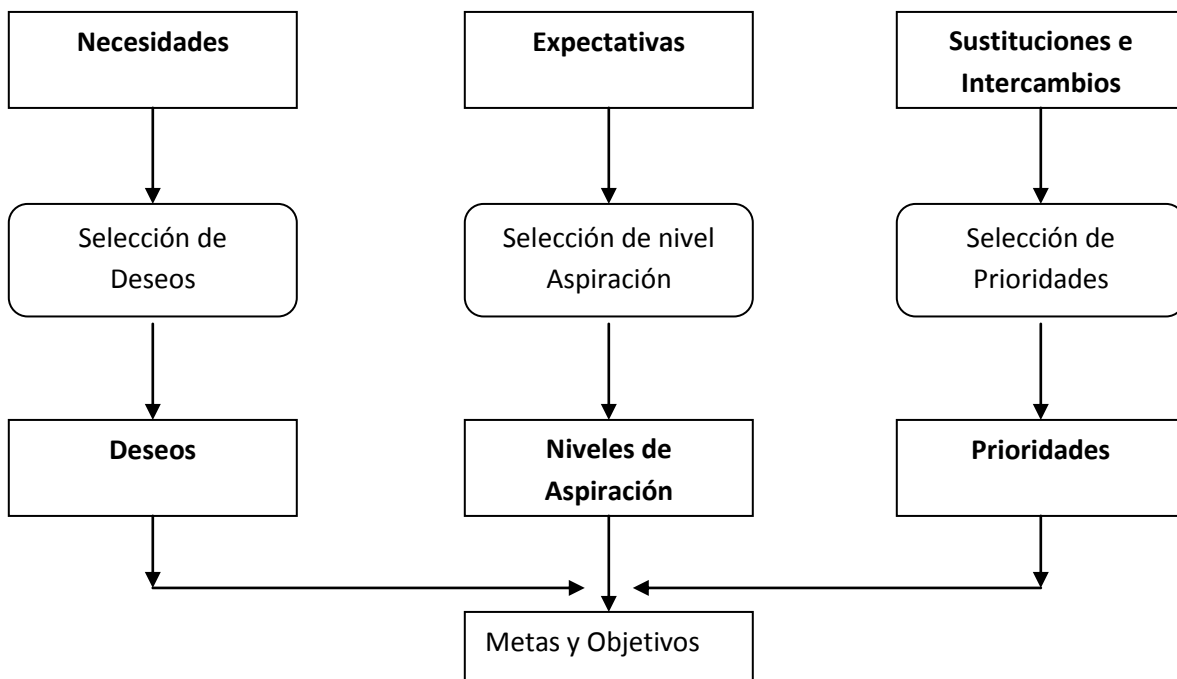 Necesidades
Expectativas
Sustituciones e
Intercambios
Selección de
Deseos
Selección de nivel
Aspiración
Selección de
Prioridades
Deseos
Niveles de
Aspiración
Prioridades
Metas y Objetivos